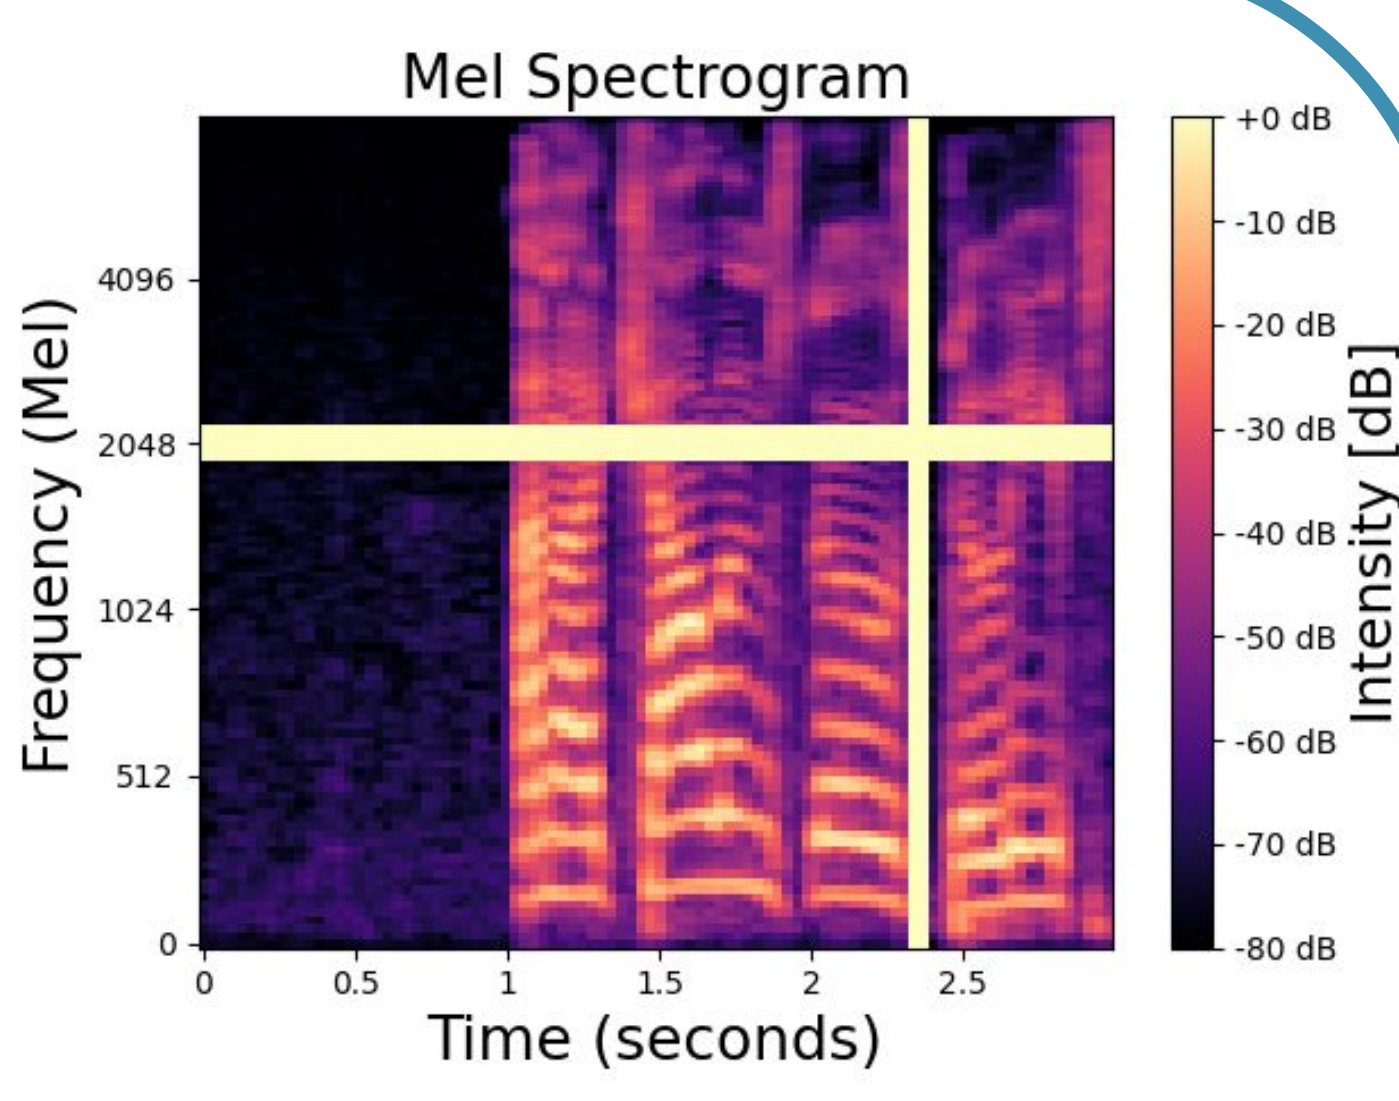 Mel Spectrogram
Frequency (Mel)
4096
2048
1024
512
0
0 0.5 1 1.5 2 2.5
Time (seconds)
+0 dB
-10 dB
-20 dB
-30 dB
-40 dB
-50 dB
-60 dB
-70 dB
-80 dB
Intensity [dB]